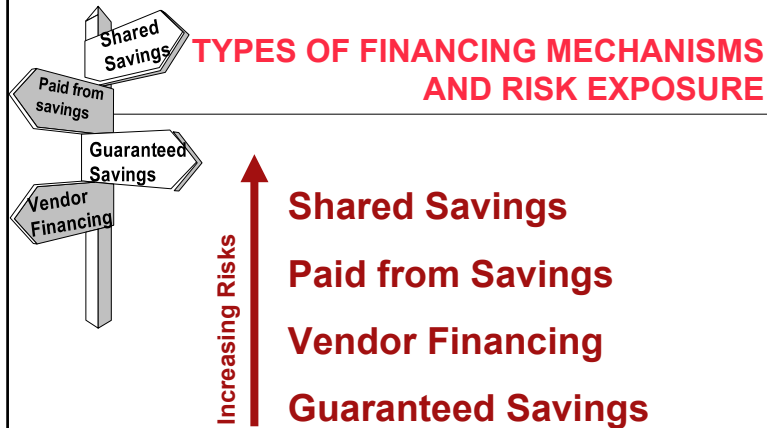 Shared
Savings
TYPES OF FINANCING MECHANISMS
AND RISK EXPOSURE
Paid from
savings
Guaranteed
Savings
Vendor
Financing
Increasing Risks
Shared Savings
Paid from Savings
Vendor Financing
Guaranteed Savings